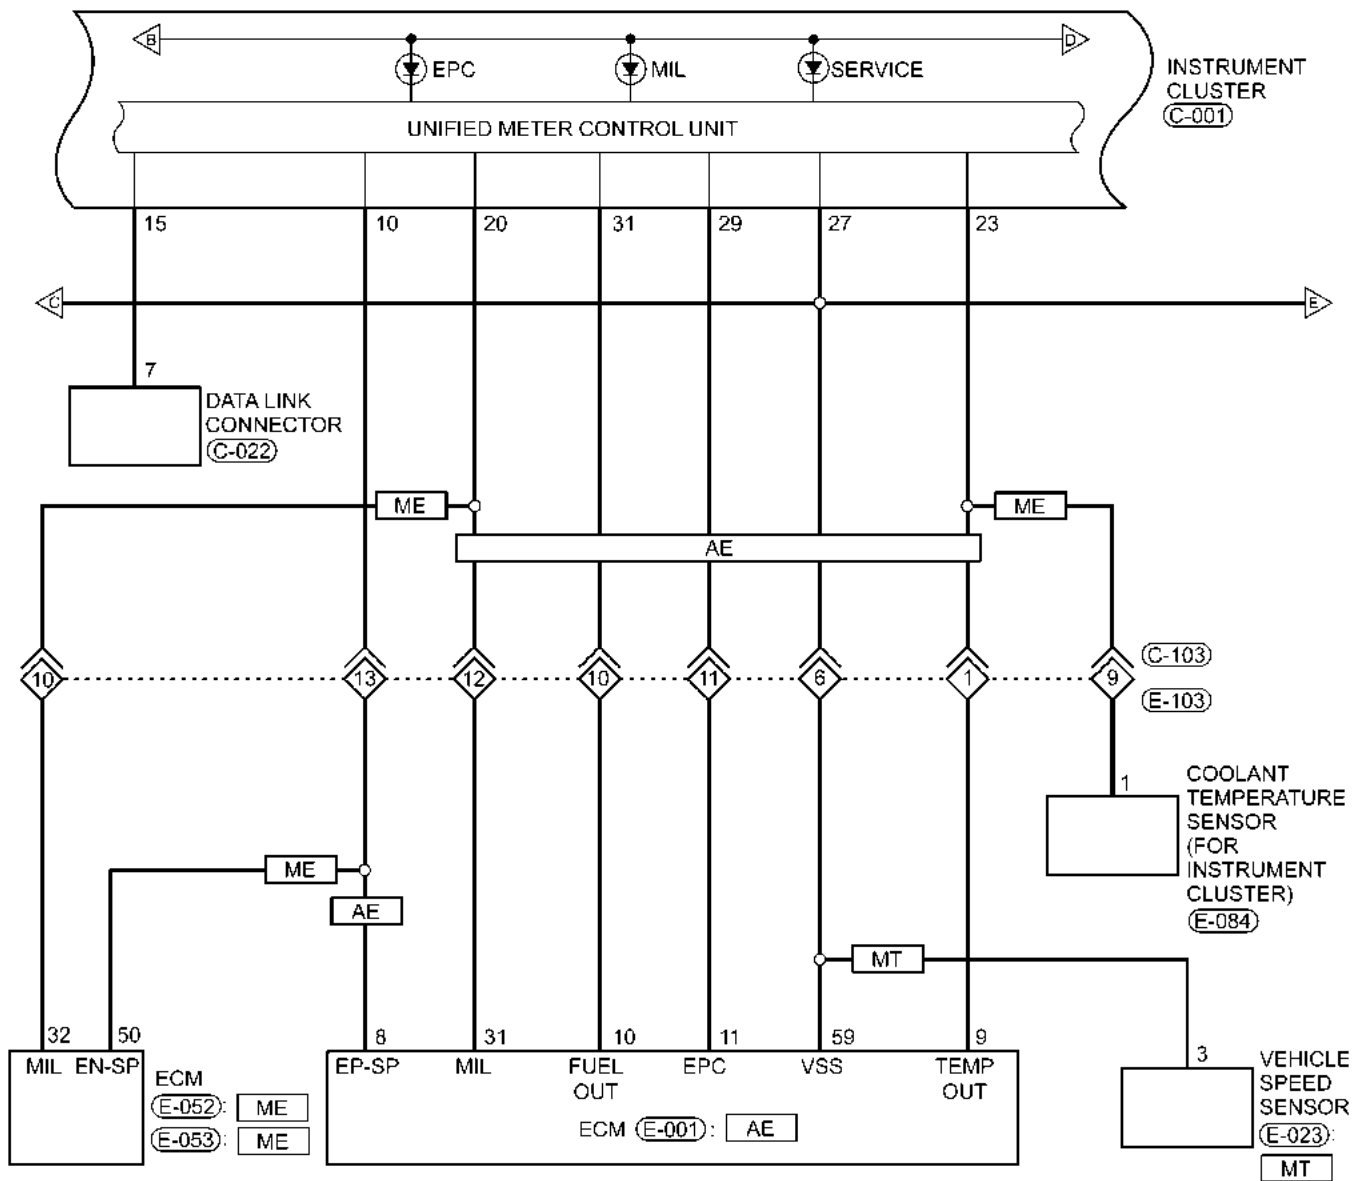 B
D
EPC
MIL
SERVICE
INSTRUMENT
CLUSTER
C-001
UNIFIED METER CONTROL UNIT
15
10
20
31
29
27
23
C
E
7
DATA LINK
CONNECTOR
C-022
ME
ME
AE
10
13
12
10
11
6
1
9
C-103
E-103
1
COOLANT
TEMPERATURE
SENSOR
(FOR
INSTRUMENT
CLUSTER)
E-084
ME
AE
MT
32
50
8
31
10
11
59
9
3
MIL
EN-SP
EP-SP
MIL
FUEL
OUT
EPC
VSS
TEMP
OUT
ECM
E-052:
ME
E-053:
ME
ECM E-001: AE
VEHICLE
SPEED
SENSOR
E-023:
MT